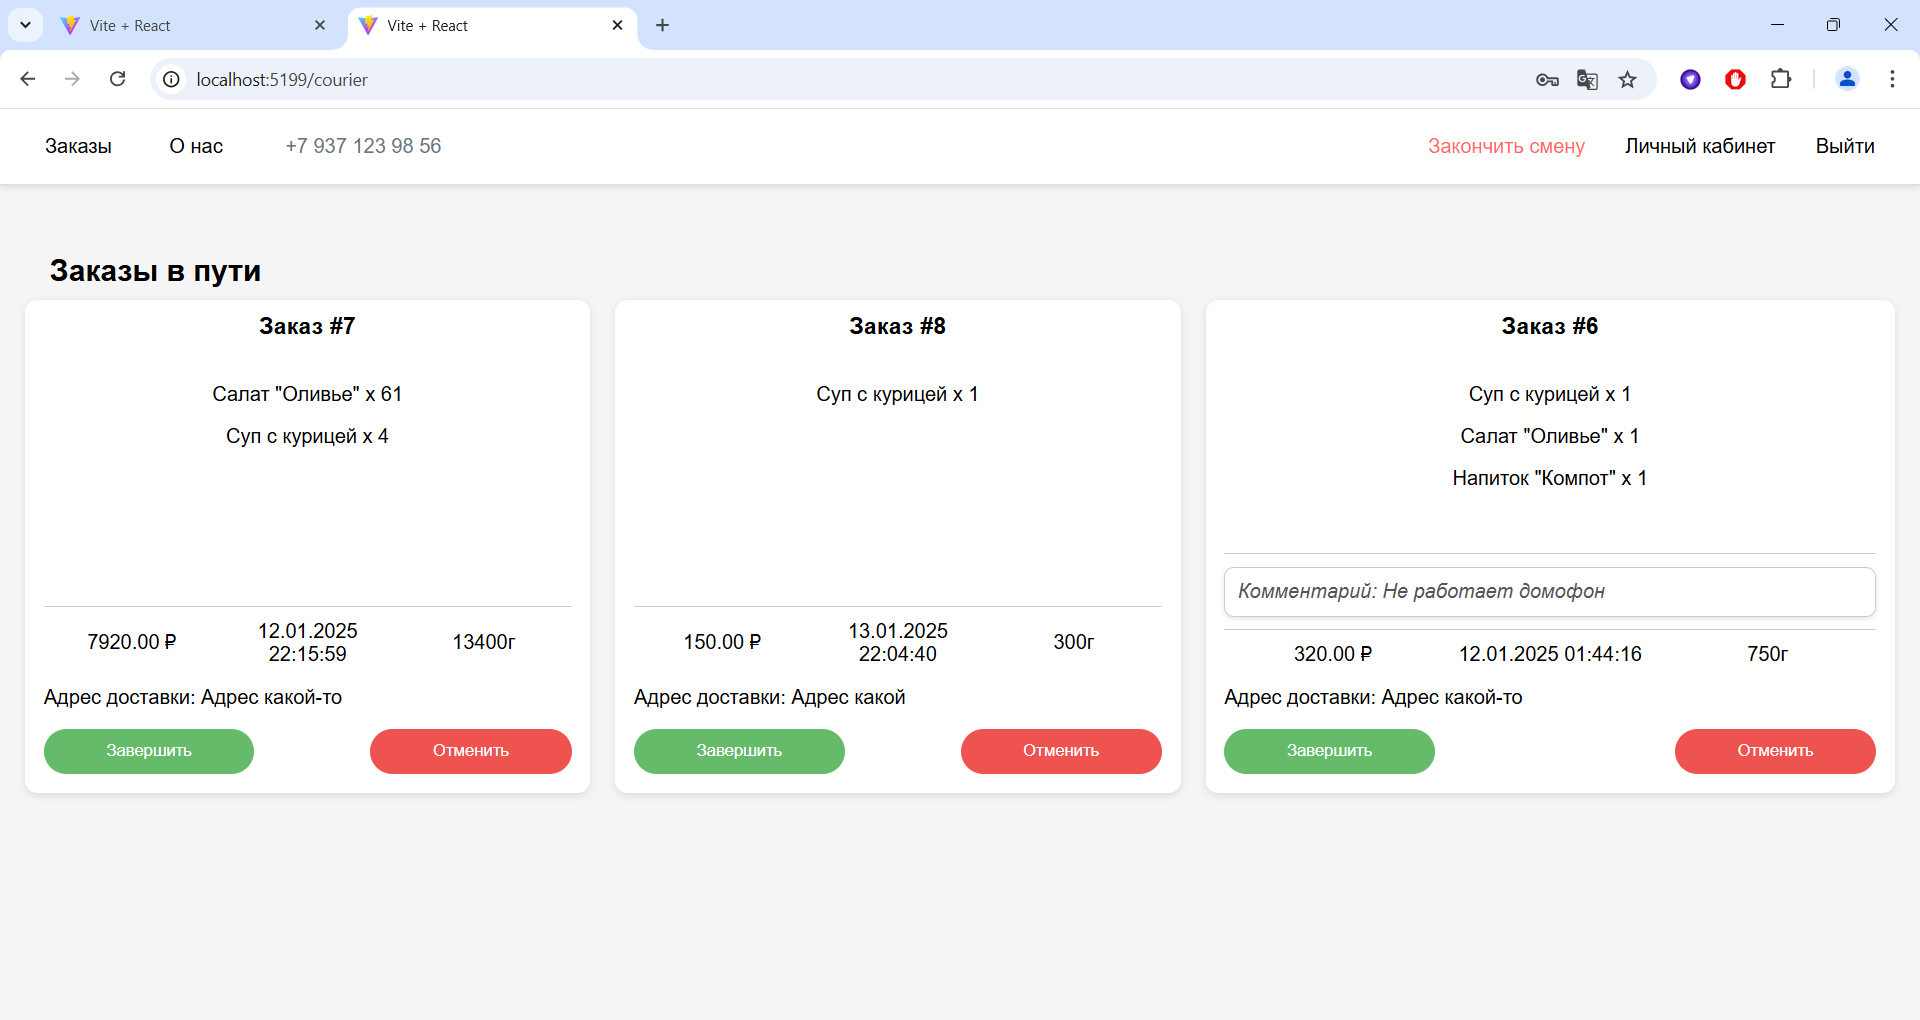 Vite + React
Vite + React
localhost:5199/courier
Заказы
О нас
+7 937 123 98 56
Закончить смену
Личный кабинет
Выйти
Заказы в пути
Заказ #7
Салат "Оливье" x 61
Суп с курицей x 4
7920.00 ₽
12.01.2025
22:15:59
13400г
Адрес доставки: Адрес какой-то
Завершить
Отменить
Заказ #8
Суп с курицей x 1
150.00 ₽
13.01.2025
22:04:40
300г
Адрес доставки: Адрес какой
Завершить
Отменить
Заказ #6
Суп с курицей x 1
Салат "Оливье" x 1
Напиток "Компот" x 1
Комментарий: Не работает домофон
320.00 ₽
12.01.2025 01:44:16
750г
Адрес доставки: Адрес какой-то
Завершить
Отменить